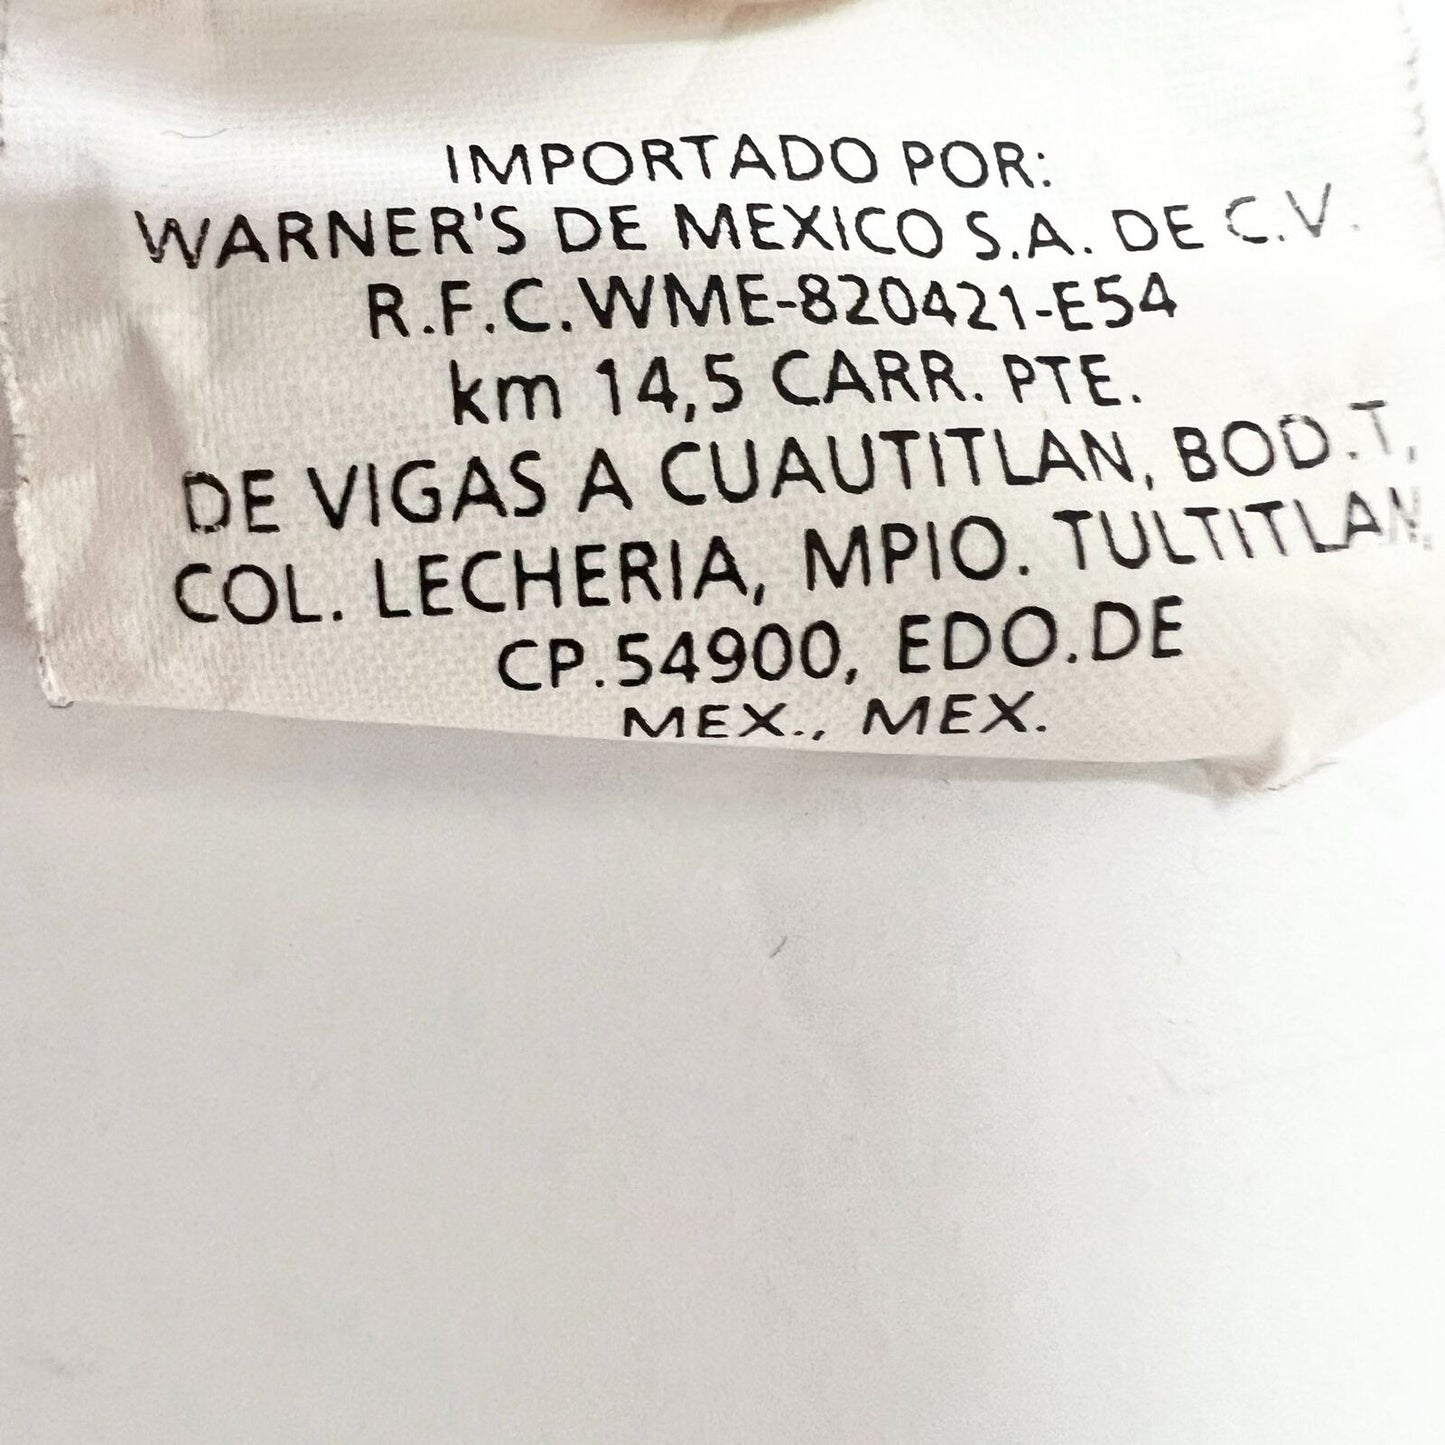 IMPORTADO POR:
WARNER'S DE MEXICO S.A. DE C.V.
R.F.C.WME-820421-E54
km 14,5 CARR. PTE.
DE VIGAS A CUAUTITLAN, BOD.T,
COL. LECHERIA, MPIO. TULTITLAN,
CP.54900, EDO.DE
MEX., MEX.